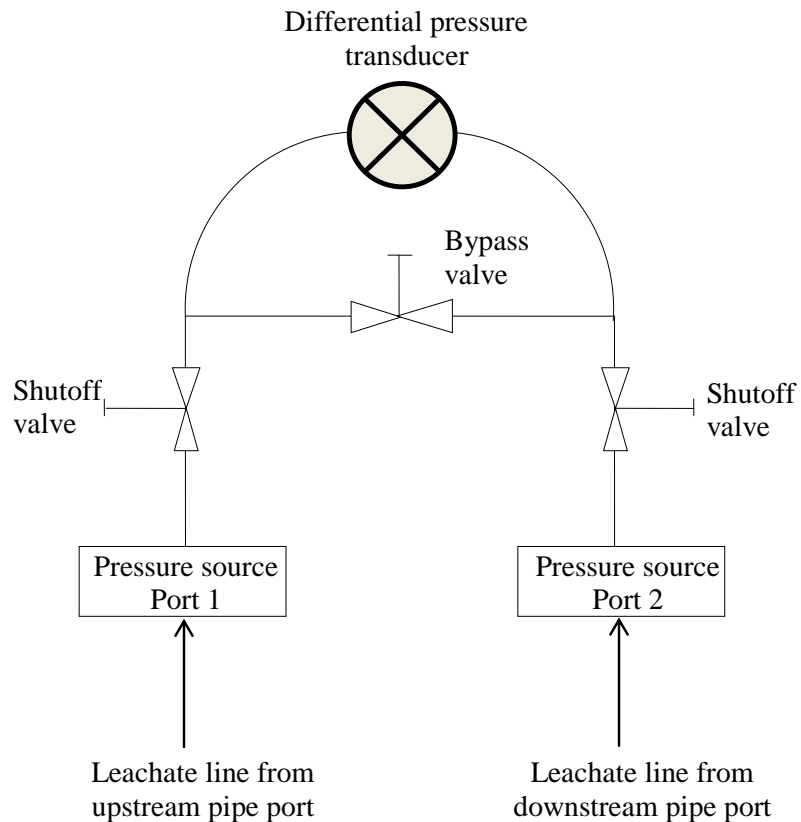 Differential pressure
transducer
Bypass
valve
Shutoff
valve
Shutoff
valve
Pressure source
Port 1
Pressure source
Port 2
Leachate line from
upstream pipe port
Leachate line from
downstream pipe port